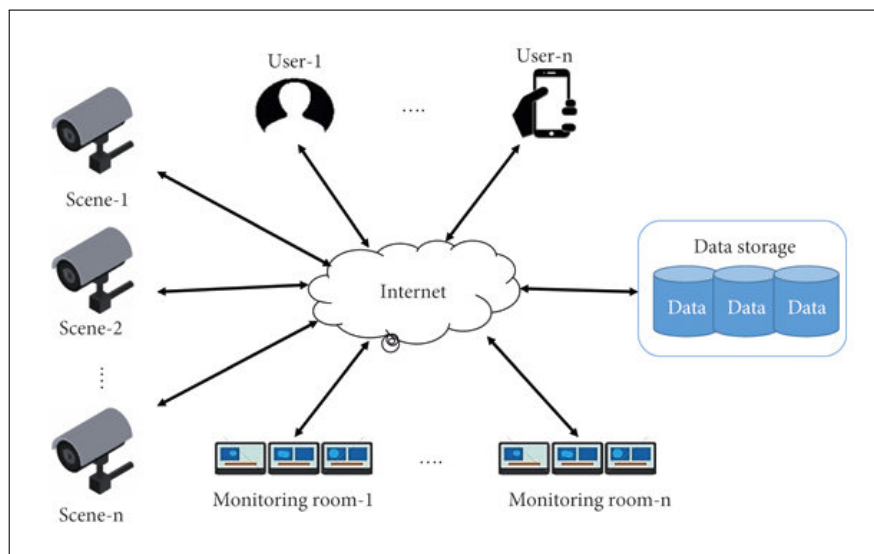 User-1
....
User-n
Scene-1
Scene-2
....
Scene-n
Internet
Data storage
Data Data Data
Monitoring room-1
....
Monitoring room-n